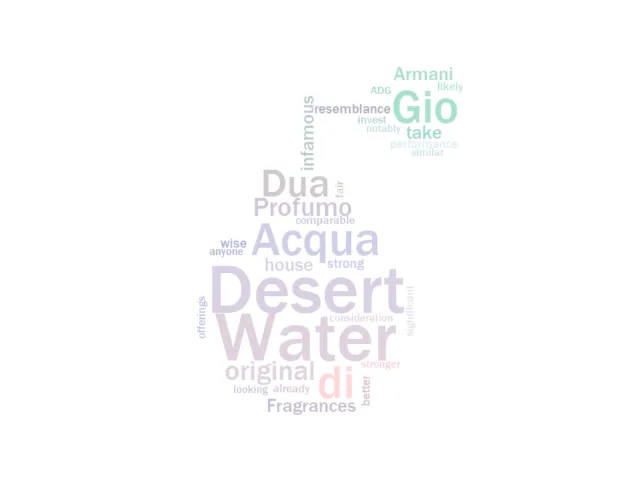 Armani
likely
ADG
Gio
infamous
resemblance
invest
notably
take
performance
similar
Dua
fair
Profumo
comparible
Acqua
wise
anyone
house
strong
Desert
offerings
significant
consideration
Water
original
stronger
di
looking
already
better
Fragrances